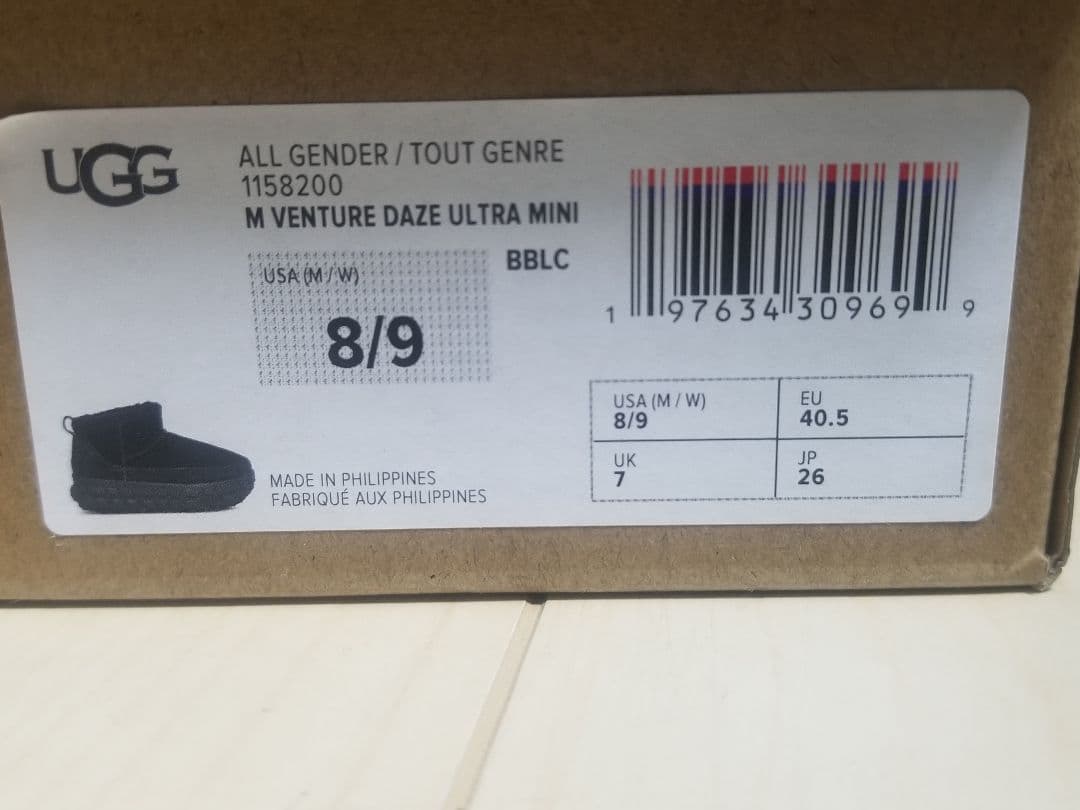 UGG
ALL GENDER / TOUT GENRE
1158200
M VENTURE DAZE ULTRA MINI
BBLC
USA (M / W)
8/9
1 97634 30969 9
USA (M / W)
8/9
EU
40.5
UK
7
JP
26
MADE IN PHILIPPINES
FABRIQUÉ AUX PHILIPPINES